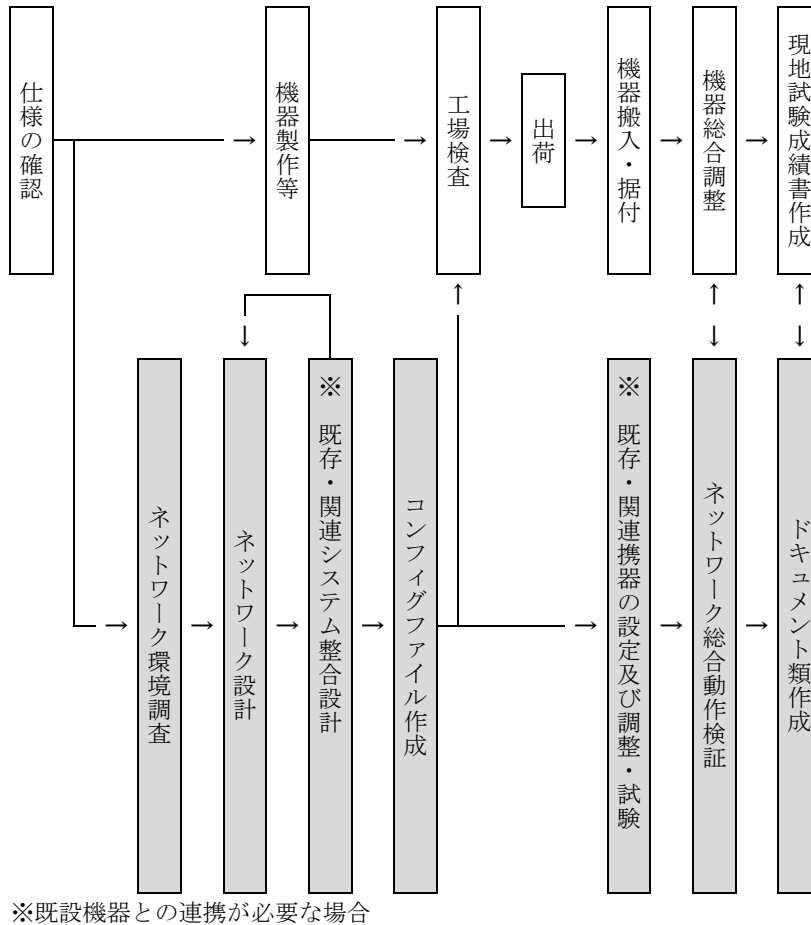 仕様の確認
機器製作等
工場検査
出荷
機器搬入・据付
機器総合調整
現地試験成績書作成
ネットワーク環境調査
ネットワーク設計
※ 既存・関連システム整合設計
コンフィグファイル作成
※ 既存・関連携器の設定及び調整・試験
ネットワーク総合動作検証
ドキュメント類作成
※既設機器との連携が必要な場合